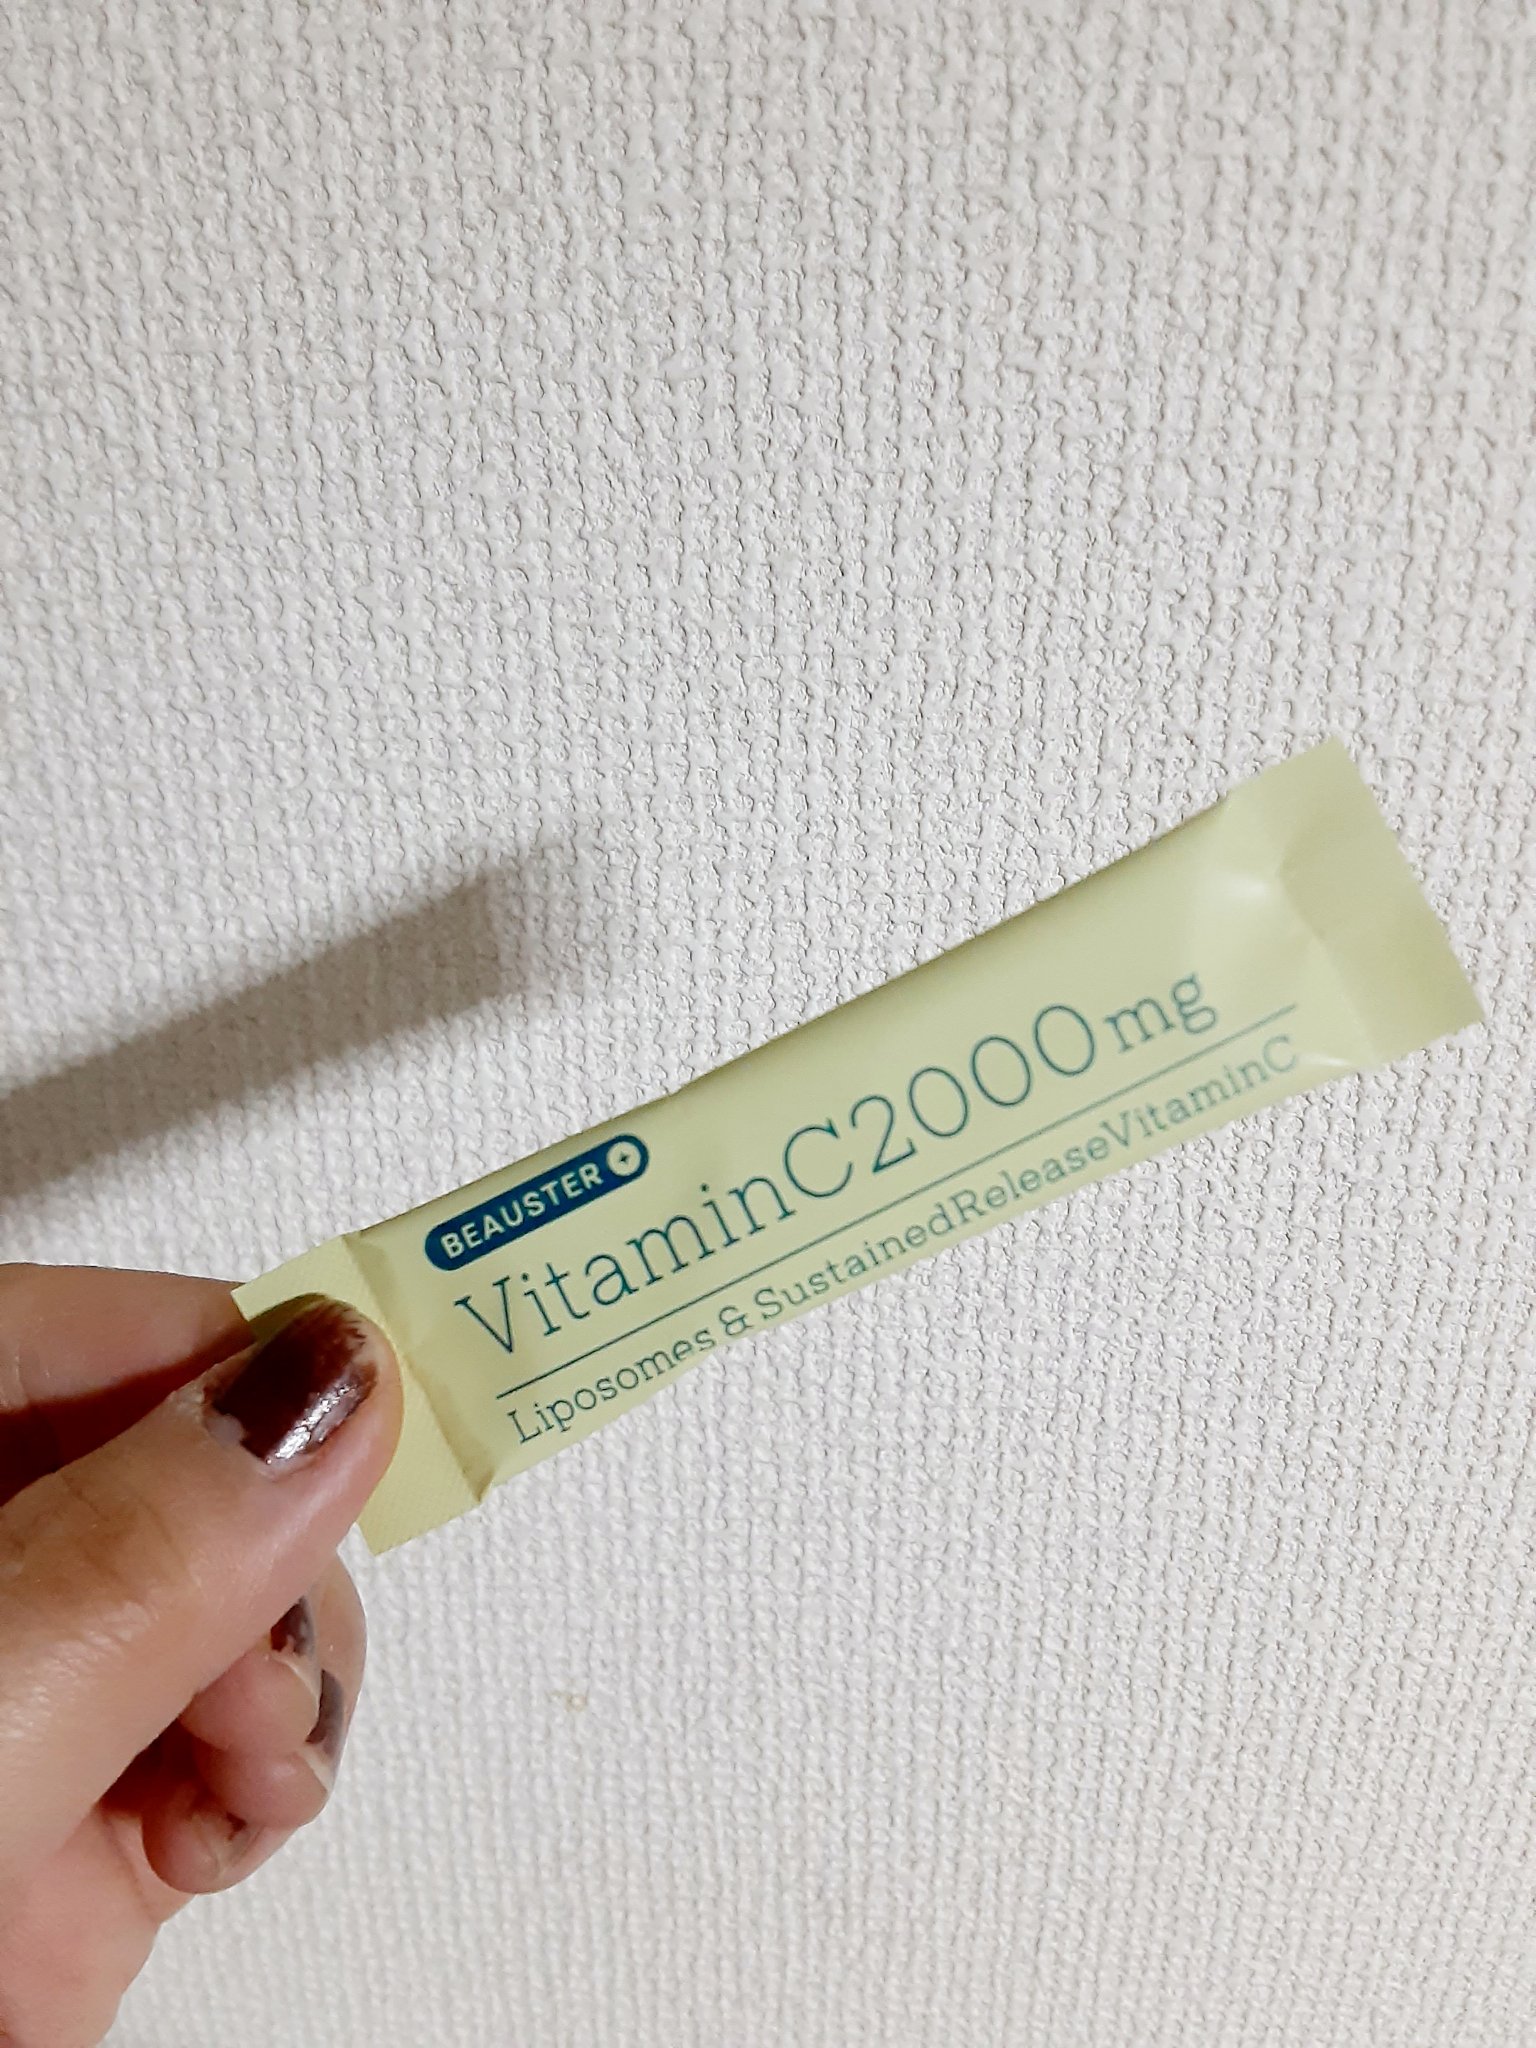 BEAUSTER
VitaminC2000mg
Liposomes & SustainedReleaseVitaminC